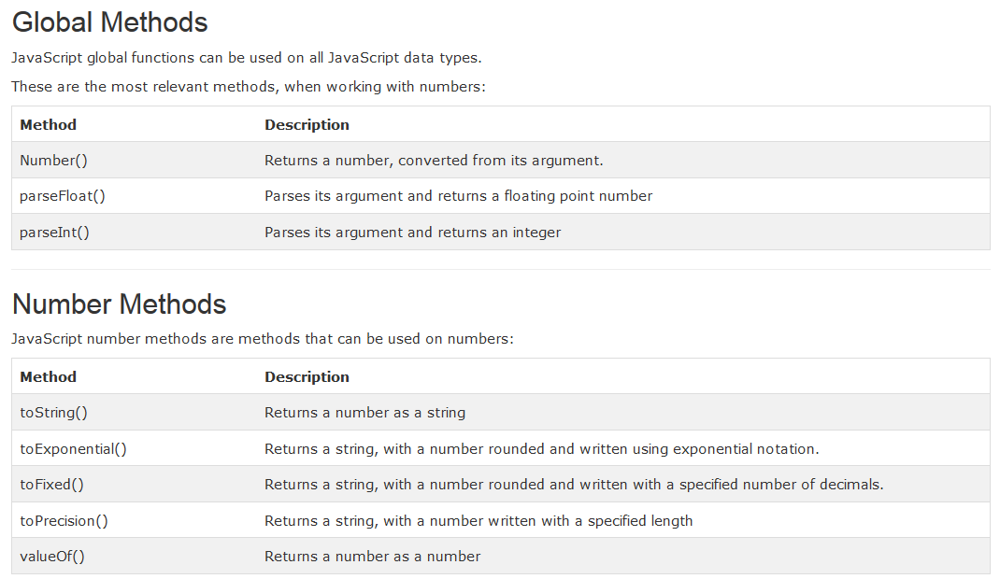 Global Methods
JavaScript global functions can be used on all JavaScript data types.
These are the most relevant methods, when working with numbers:
Method Description
Number() Returns a number, converted from its argument.
parseFloat() Parses its argument and returns a floating point number
parseInt() Parses its argument and returns an integer
Number Methods
JavaScript number methods are methods that can be used on numbers:
Method Description
toString() Returns a number as a string
toExponential() Returns a string, with a number rounded and written using exponential notation.
toFixed() Returns a string, with a number rounded and written with a specified number of decimals.
toPrecision() Returns a string, with a number written with a specified length
valueOf() Returns a number as a number